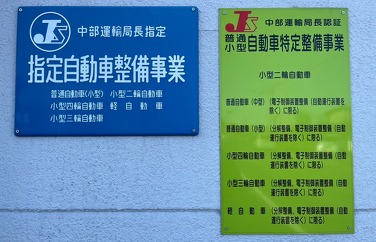 JS
中部運輸局長指定
指定自動車整備事業
普通自動車(小型) 小型二輪自動車
小型四輪自動車 軽自動車
小型三輪自動車
JS
中部運輸局長認証
普通
小型
自動車特定整備事業
小型二輪自動車
普通自動車(中型) (電子制御装置整備(自動運行装置を
除く)に限る)
普通自動車(小型) (分解整備、電子制御装置整備(自動
運行装置を除く)に限る)
小型四輪自動車 (分解整備、電子制御装置整備(自動
運行装置を除く)に限る)
小型三輪自動車 (分解整備、電子制御装置整備(自動
運行装置を除く)に限る)
軽自動車 (分解整備、電子制御装置整備(自動
運行装置を除く)に限る)